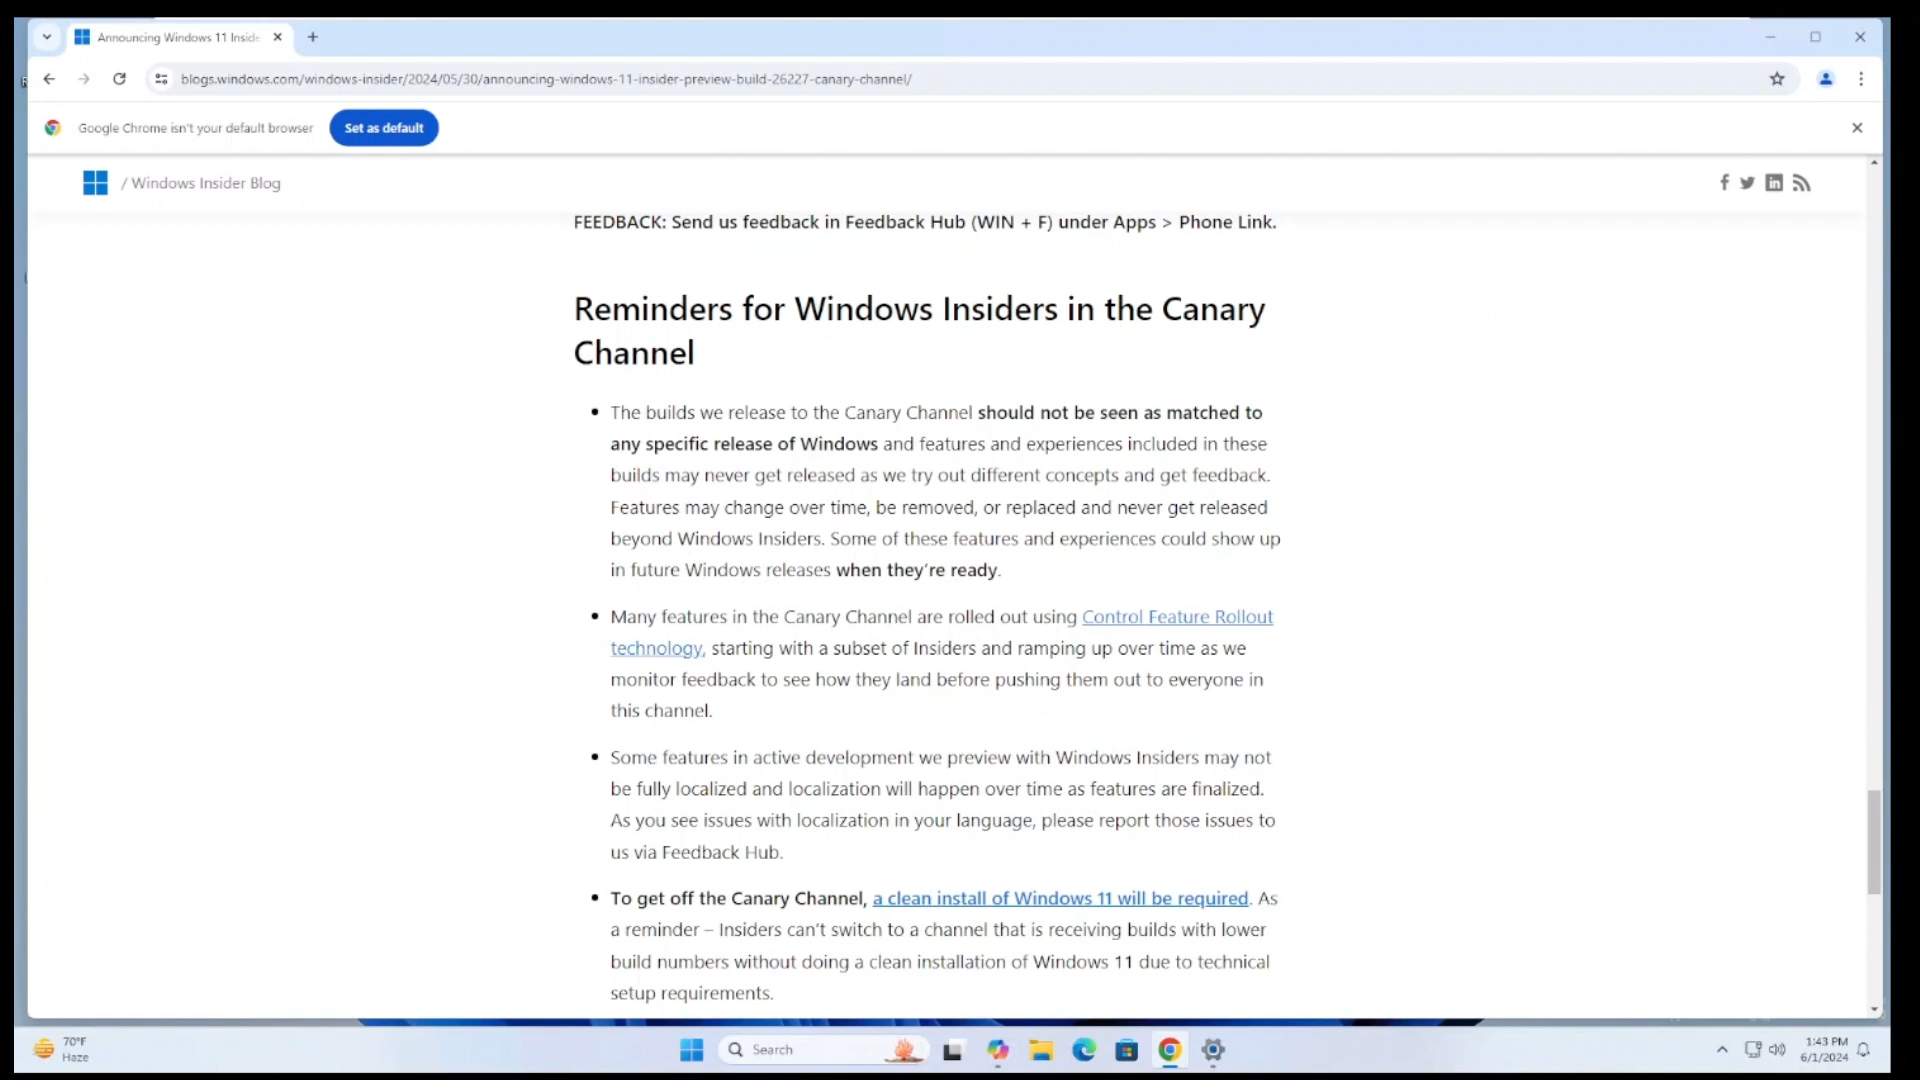 Announcing Windows 11 Inside
blogs.windows.com/windows-insider/2024/05/30/announcing-windows-11-insider-preview-build-26227-canary-channel/
Google Chrome isn't your default browser
Set as default
/ Windows Insider Blog
FEEDBACK: Send us feedback in Feedback Hub (WIN + F) under Apps > Phone Link.
Reminders for Windows Insiders in the Canary
Channel
• The builds we release to the Canary Channel should not be seen as matched to
any specific release of Windows and features and experiences included in these
builds may never get released as we try out different concepts and get feedback.
Features may change over time, be removed, or replaced and never get released
beyond Windows Insiders. Some of these features and experiences could show up
in future Windows releases when they're ready.
• Many features in the Canary Channel are rolled out using Control Feature Rollout
technology, starting with a subset of Insiders and ramping up over time as we
monitor feedback to see how they land before pushing them out to everyone in
this channel.
• Some features in active development we preview with Windows Insiders may not
be fully localized and localization will happen over time as features are finalized.
As you see issues with localization in your language, please report those issues to
us via Feedback Hub.
• To get off the Canary Channel, a clean install of Windows 11 will be required. As
a reminder – Insiders can't switch to a channel that is receiving builds with lower
build numbers without doing a clean installation of Windows 11 due to technical
setup requirements.
70°F
Haze
Search
1:43 PM
6/1/2024